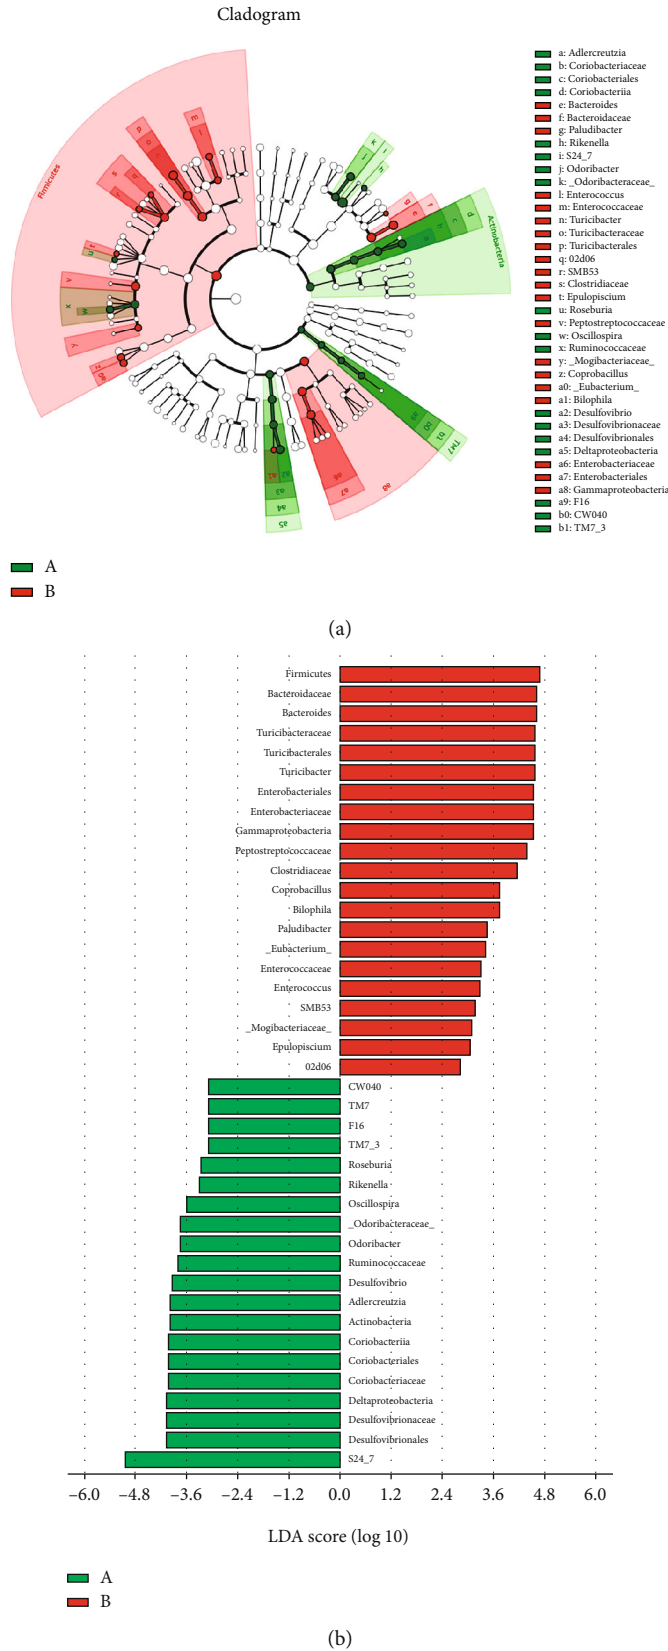 Cladogram
Firmicutes
Actinobacteria
TM7
a: Adlercreutzia
b: Coriobacteriaceae
c: Coriobacteriales
d: Coriobacteriia
e: Bacteroides
f: Bacteroidaceae
g: Paludibacter
h: Rikenella
i: S24_7
j: Odoribacter
k: _Odoribacteraceae_
l: Enterococcus
m: Enterococcaceae
n: Turicibacter
o: Turicibacteraceae
p: Turicibacterales
q: 02d06
r: SMB53
s: Clostridiaceae
t: Epulopiscium
u: Roseburia
v: Peptostreptococcaceae
w: Oscillospira
x: Ruminococcaceae
y: _Mogibacteriaceae_
z: Coprobacillus
a0: _Eubacterium_
a1: Bilophila
a2: Desulfovibrio
a3: Desulfovibrionaceae
a4: Desulfovibrionales
a5: Deltaproteobacteria
a6: Enterobacteriaceae
a7: Enterobacteriales
a8: Gammaproteobacteria
a9: F16
b0: CW040
b1: TM7_3
A
B
(a)
Firmicutes
Bacteroidaceae
Bacteroides
Turicibacteraceae
Turicibacterales
Turicibacter
Enterobacteriales
Enterobacteriaceae
Gammaproteobacteria
Peptostreptococcaceae
Clostridiaceae
Coprobacillus
Bilophila
Paludibacter
_Eubacterium_
Enterococcaceae
Enterococcus
SMB53
_Mogibacteriaceae_
Epulopiscium
02d06
CW040
TM7
F16
TM7_3
Roseburia
Rikenella
Oscillospira
_Odoribacteraceae_
Odoribacter
Ruminococcaceae
Desulfovibrio
Adlercreutzia
Actinobacteria
Coriobacteriia
Coriobacteriales
Coriobacteriaceae
Deltaproteobacteria
Desulfovibrionaceae
Desulfovibrionales
S24_7
−6.0 −4.8 −3.6 −2.4 −1.2 0.0 1.2 2.4 3.6 4.8 6.0
LDA score (log 10)
A
B
(b)